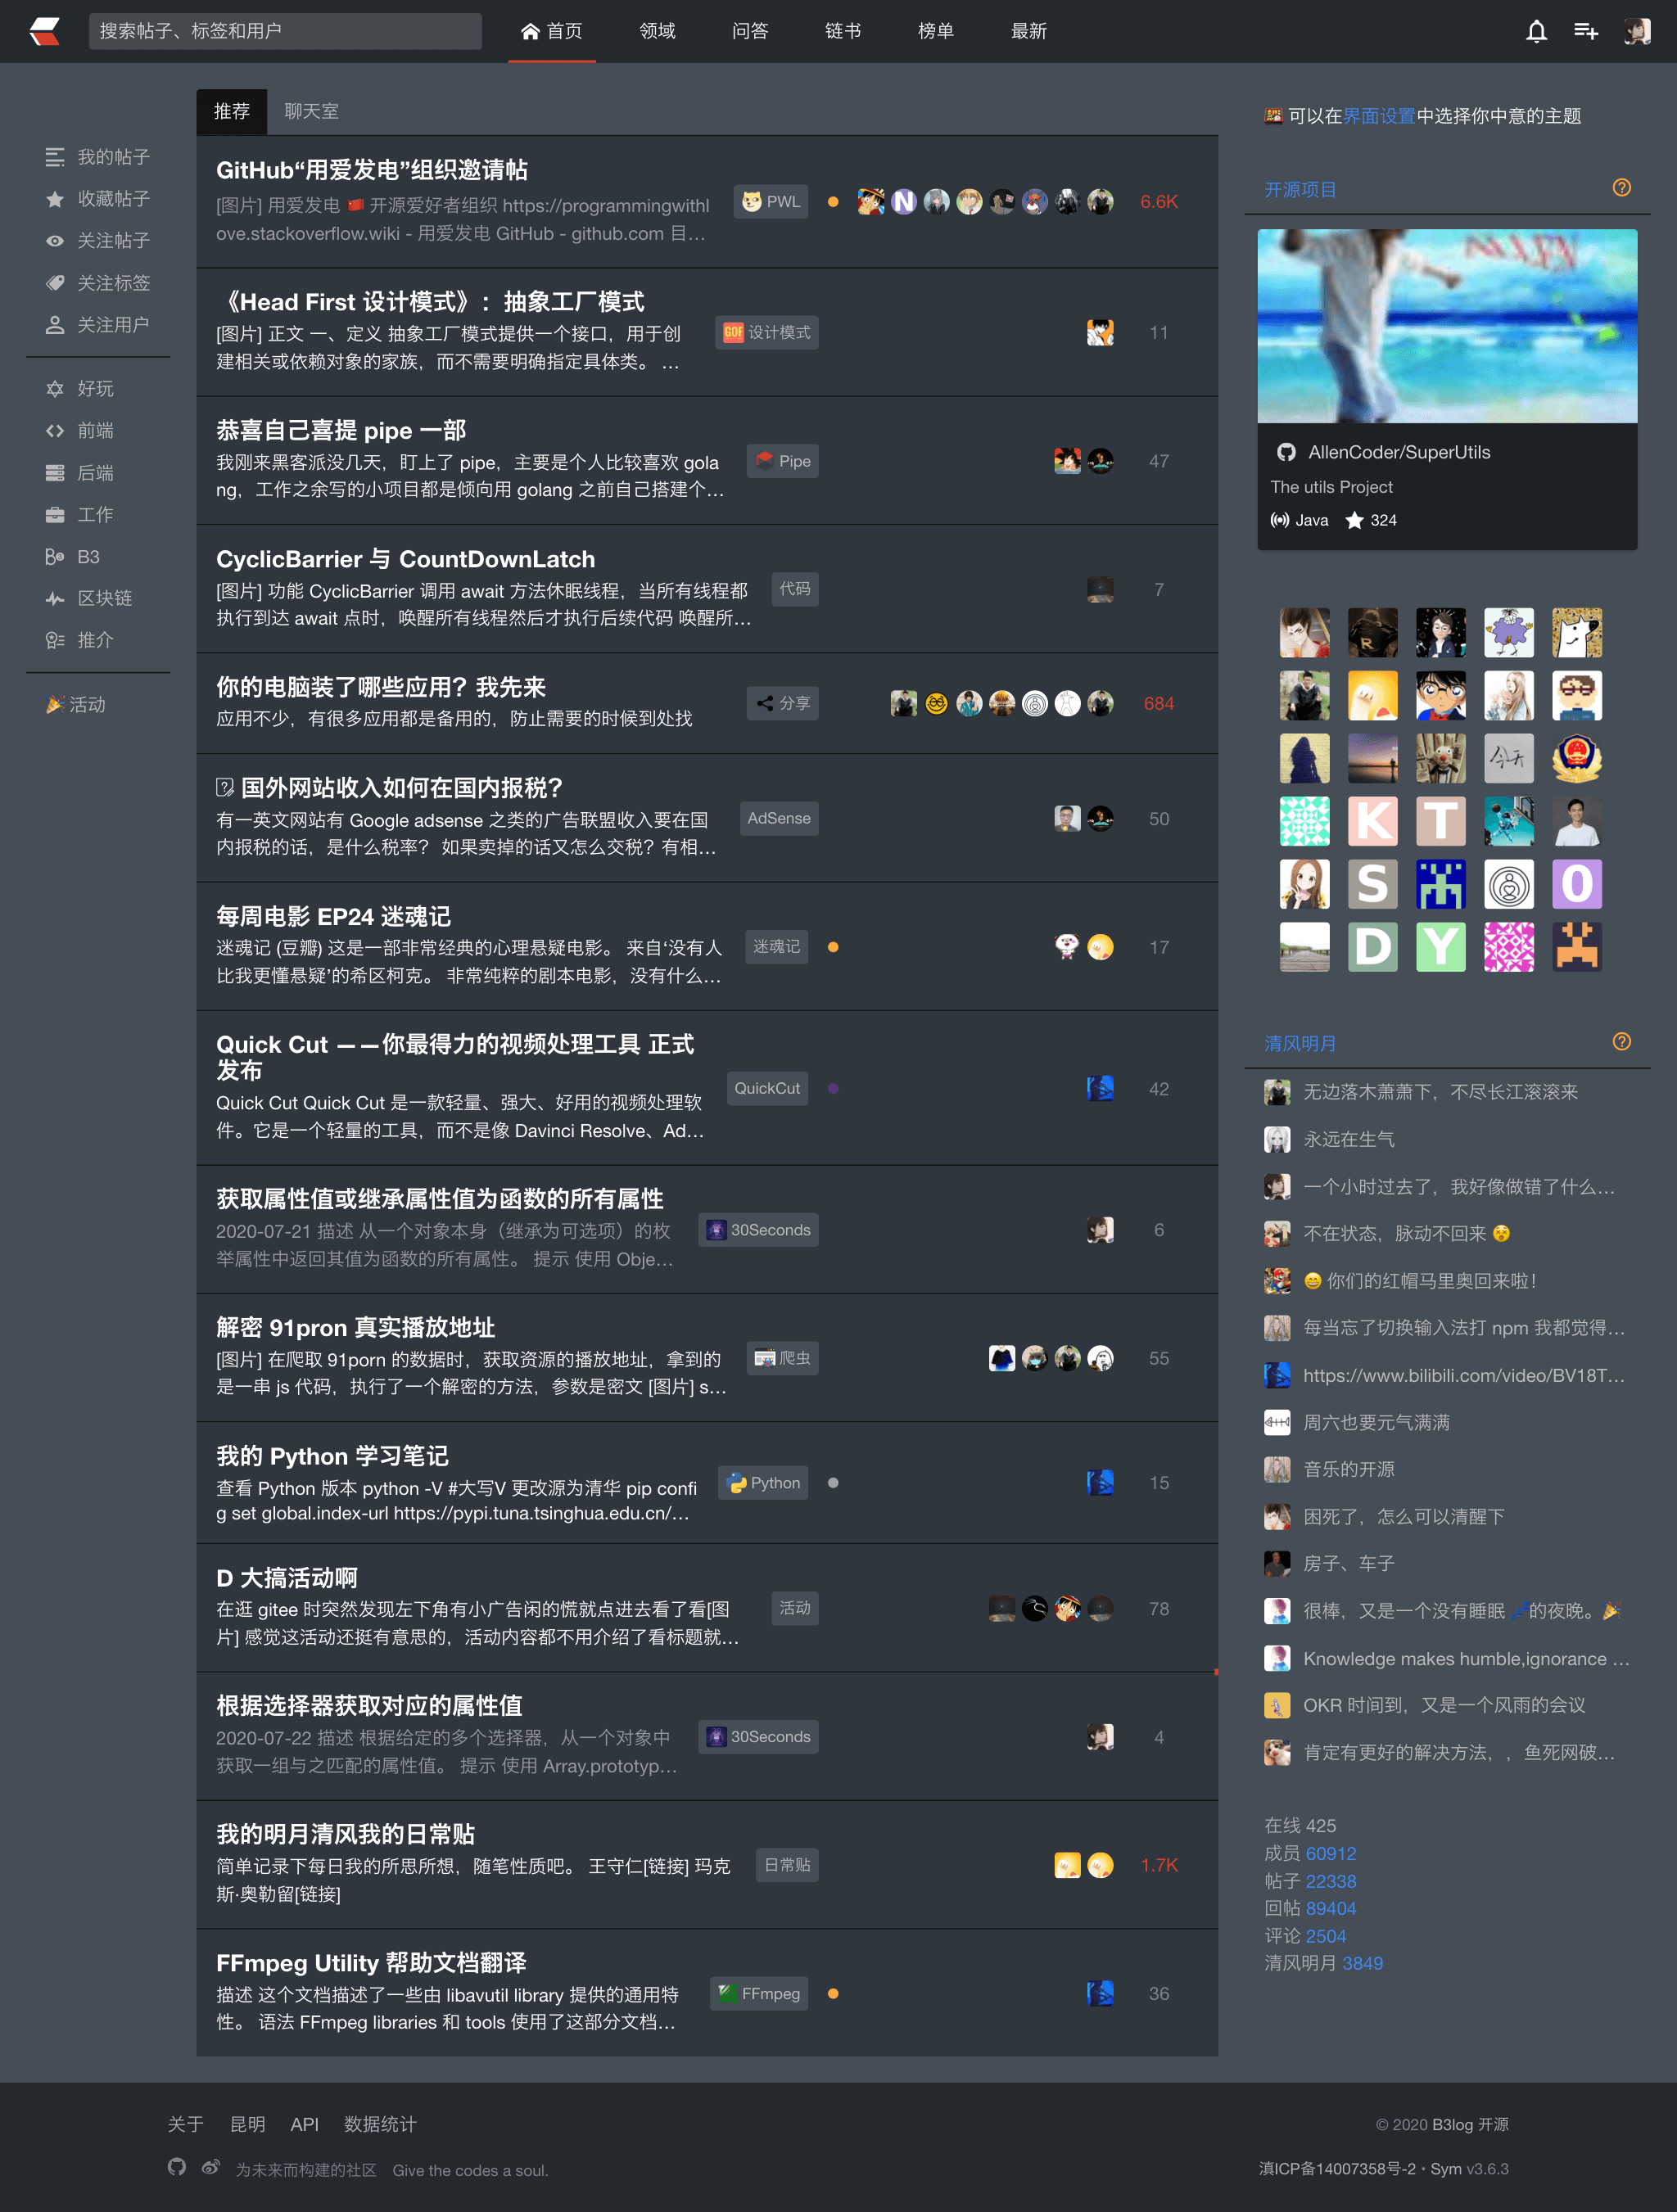 搜索帖子、标签和用户
首页
领域
问答
链书
榜单
最新
我的帖子
收藏帖子
关注帖子
关注标签
关注用户
好玩
前端
后端
工作
B3
区块链
推介
活动
推荐
聊天室
GitHub“用爱发电”组织邀请帖
[图片] 用爱发电 🇨🇳 开源爱好者组织 https://programmingwithl
ove.stackoverflow.wiki - 用爱发电 GitHub - github.com 目…
PWL
6.6K
《Head First 设计模式》：抽象工厂模式
[图片] 正文 一、定义 抽象工厂模式提供一个接口，用于创
建相关或依赖对象的家族，而不需要明确指定具体类。 …
GOF
设计模式
11
恭喜自己喜提 pipe 一部
我刚来黑客派没几天，盯上了 pipe，主要是个人比较喜欢 gola
ng，工作之余写的小项目都是倾向用 golang 之前自己搭建个…
Pipe
47
CyclicBarrier 与 CountDownLatch
[图片] 功能 CyclicBarrier 调用 await 方法休眠线程，当所有线程都
执行到达 await 点时，唤醒所有线程然后才执行后续代码 唤醒所…
代码
7
你的电脑装了哪些应用？我先来
应用不少，有很多应用都是备用的，防止需要的时候到处找
分享
684
国外网站收入如何在国内报税？
有一英文网站有 Google adsense 之类的广告联盟收入要在国
内报税的话，是什么税率？ 如果卖掉的话又怎么交税？有相…
AdSense
50
每周电影 EP24 迷魂记
迷魂记 (豆瓣) 这是一部非常经典的心理悬疑电影。 来自‘没有人
比我更懂悬疑’的希区柯克。 非常纯粹的剧本电影，没有什么…
迷魂记
17
Quick Cut ——你最得力的视频处理工具 正式
发布
Quick Cut Quick Cut 是一款轻量、强大、好用的视频处理软
件。它是一个轻量的工具，而不是像 Davinci Resolve、Ad…
QuickCut
42
获取属性值或继承属性值为函数的所有属性
2020-07-21 描述 从一个对象本身（继承为可选项）的枚
举属性中返回其值为函数的所有属性。 提示 使用 Obje…
30Seconds
6
解密 91pron 真实播放地址
[图片] 在爬取 91porn 的数据时，获取资源的播放地址，拿到的
是一串 js 代码，执行了一个解密的方法，参数是密文 [图片] s…
爬虫
55
我的 Python 学习笔记
查看 Python 版本 python -V #大写V 更改源为清华 pip confi
g set global.index-url https://pypi.tuna.tsinghua.edu.cn/…
Python
15
D 大搞活动啊
在逛 gitee 时突然发现左下角有小广告闲的慌就点进去看了看[图
片] 感觉这活动还挺有意思的，活动内容都不用介绍了看标题就…
活动
78
根据选择器获取对应的属性值
2020-07-22 描述 根据给定的多个选择器，从一个对象中
获取一组与之匹配的属性值。 提示 使用 Array.prototyp…
30Seconds
4
我的明月清风我的日常贴
简单记录下每日我的所思所想，随笔性质吧。 王守仁[链接] 玛克
斯·奥勒留[链接]
日常贴
1.7K
FFmpeg Utility 帮助文档翻译
描述 这个文档描述了一些由 libavutil library 提供的通用特
性。 语法 FFmpeg libraries 和 tools 使用了这部分文档…
FFmpeg
36
可以在界面设置中选择你中意的主题
开源项目
AllenCoder/SuperUtils
The utils Project
Java 324
K T
S O
D Y
清风明月
无边落木萧萧下，不尽长江滚滚来
永远在生气
一个小时过去了，我好像做错了什么…
不在状态，脉动不回来 😵
😄 你们的红帽马里奥回来啦！
每当忘了切换输入法打 npm 我都觉得…
https://www.bilibili.com/video/BV18T…
周六也要元气满满
音乐的开源
困死了，怎么可以清醒下
房子、车子
很棒，又是一个没有睡眠 💤的夜晚。🎉
Knowledge makes humble,ignorance …
OKR 时间到，又是一个风雨的会议
肯定有更好的解决方法，，鱼死网破…
在线 425
成员 60912
帖子 22338
回帖 89404
评论 2504
清风明月 3849
关于 昆明 API 数据统计
为未来而构建的社区 Give the codes a soul.
© 2020 B3log 开源
滇ICP备14007358号-2 • Sym v3.6.3